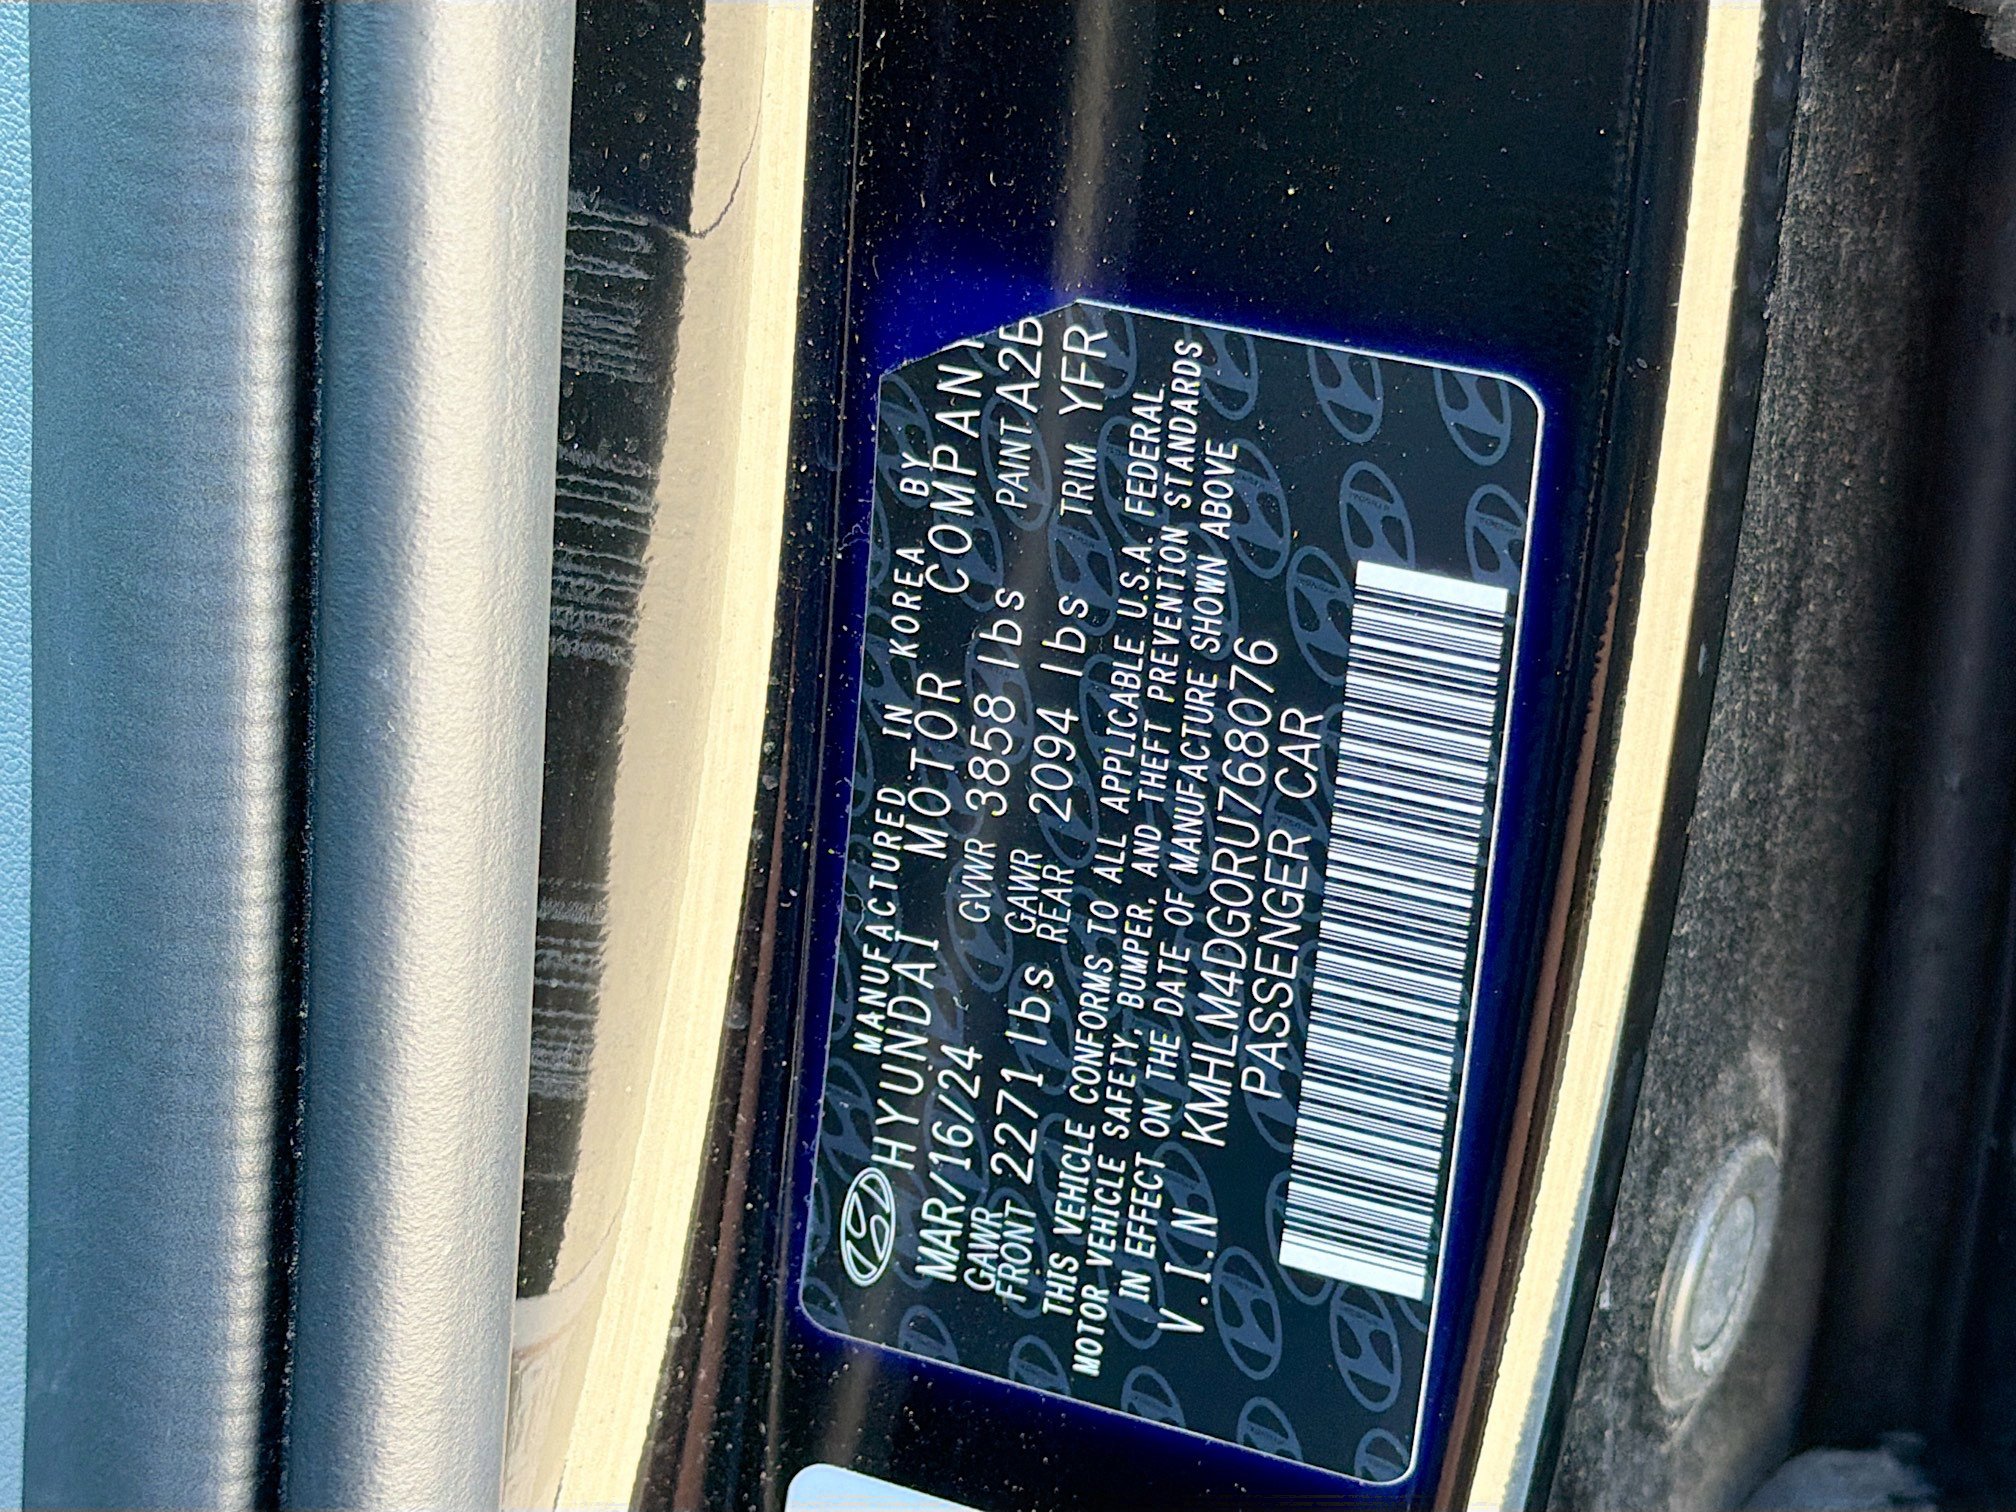 MANUFACTURED IN KOREA BY
HYUNDAI MOTOR COMPAN
MAR/16/24 GVWR 3858 lbs PAINT A2B
GAWR FRONT 2271 lbs GAWR REAR 2094 lbs TRIM YFR
THIS VEHICLE CONFORMS TO ALL APPLICABLE U.S.A. FEDERAL
MOTOR VEHICLE SAFETY, BUMPER, AND THEFT PREVENTION STANDARDS
IN EFFECT ON THE DATE OF MANUFACTURE SHOWN ABOVE
V.I.N KMHLM4DG0RU768076
PASSENGER CAR